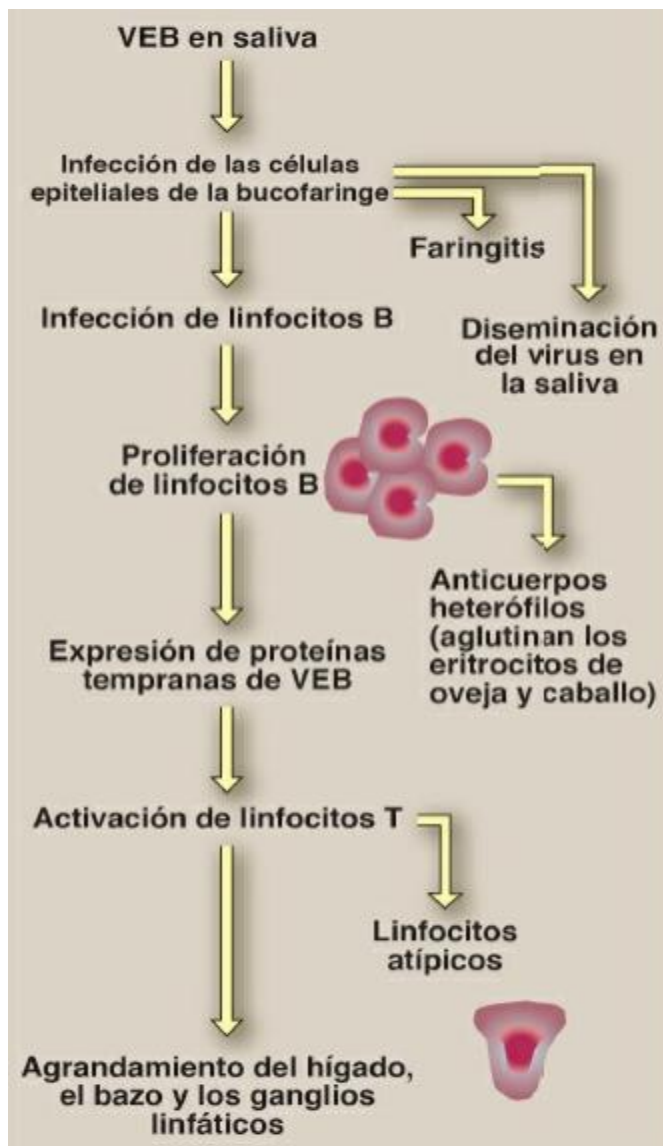 VEB en saliva
Infección de las células
epiteliales de la bucofaringe
Faringitis
Infección de linfocitos B
Diseminación
del virus en
la saliva
Proliferación
de linfocitos B
Anticuerpos
heterófilos
(aglutinan los
eritrocitos de
oveja y caballo)
Expresión de proteínas
tempranas de VEB
Activación de linfocitos T
Linfocitos
atípicos
Agrandamiento del hígado,
el bazo y los ganglios
linfáticos